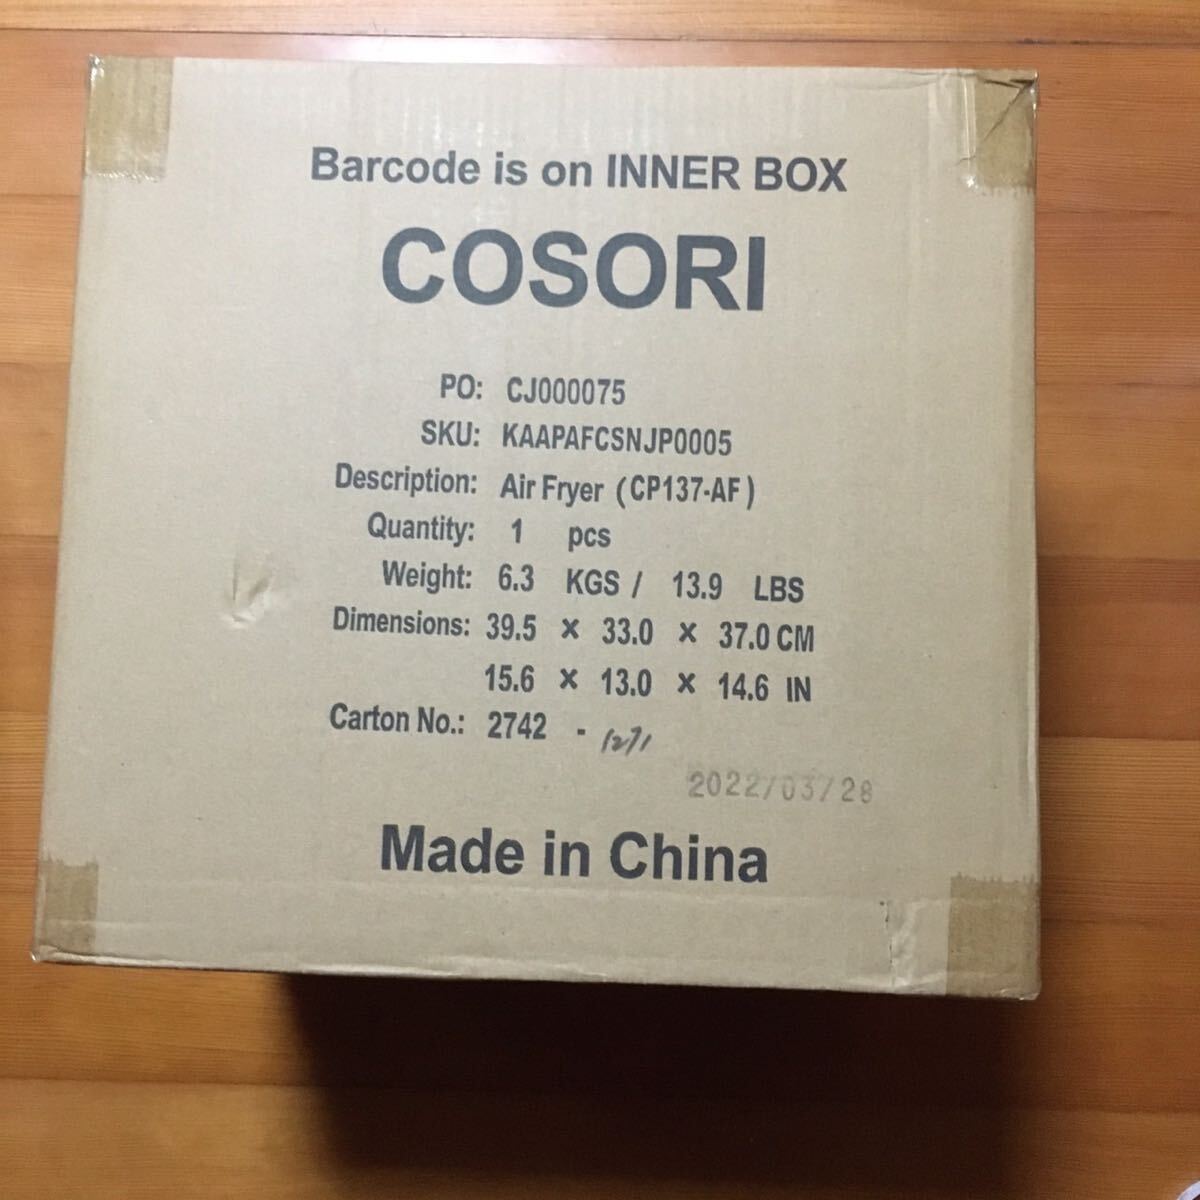 Barcode is on INNER BOX
COSORI
PO: CJ000075
SKU: KAAPAFCSNJP0005
Description: Air Fryer (CP137-AF)
Quantity: 1 pcs
Weight: 6.3 KGS / 13.9 LBS
Dimensions: 39.5 × 33.0 × 37.0 CM
15.6 × 13.0 × 14.6 IN
Carton No.: 2742 - 1271
2022/03/28
Made in China